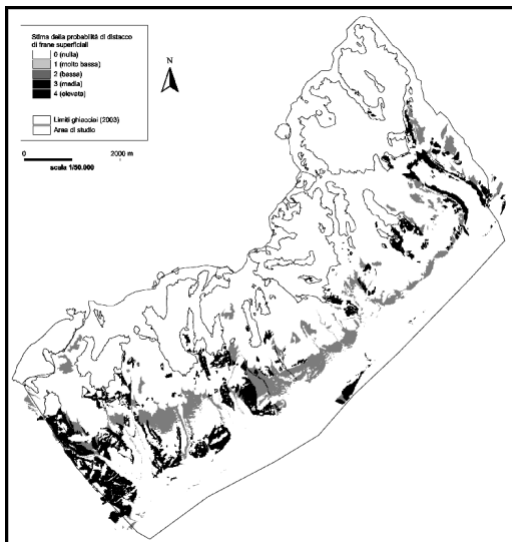 Stima della probabilità di distacco
di frane superficiali
0 (nulla)
1 (molto bassa)
2 (bassa)
3 (media)
4 (elevata)
Limiti ghiacciai (2003)
Area di studio
N
0 2000 m
scala 1/50.000